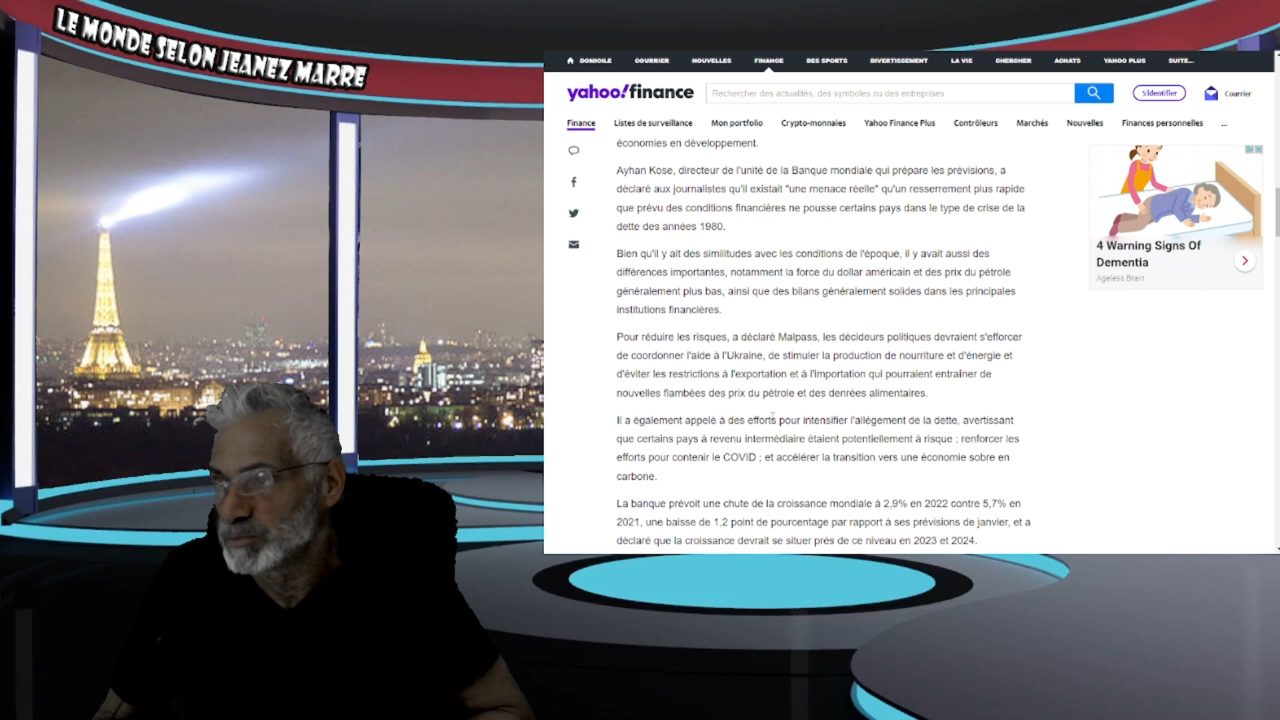 LE MONDE SELON JEANEZ MARRE
DOMICILE COURRIER NOUVELLES FINANCE DES SPORTS DIVERTISSEMENT LA VIE CHERCHER ACHATS YAHOO PLUS SUITE...
yahoo!finance
Rechercher des actualités, des symboles ou des entreprises
S'identifier
Courrier
Finance Listes de surveillance Mon portfolio Crypto-monnaies Yahoo Finance Plus Contrôleurs Marchés Nouvelles Finances personnelles ...
économies en développement.
Ayhan Kose, directeur de l'unité de la Banque mondiale qui prépare les prévisions, a
déclaré aux journalistes qu'il existait "une menace réelle" qu'un resserrement plus rapide
que prévu des conditions financières ne pousse certains pays dans le type de crise de la
dette des années 1980.
Bien qu'il y ait des similitudes avec les conditions de l'époque, il y avait aussi des
différences importantes, notamment la force du dollar américain et des prix du pétrole
généralement plus bas, ainsi que des bilans généralement solides dans les principales
institutions financières.
Pour réduire les risques, a déclaré Malpass, les décideurs politiques devraient s'efforcer
de coordonner l'aide à l'Ukraine, de stimuler la production de nourriture et d'énergie et
d'éviter les restrictions à l'exportation et à l'importation qui pourraient entraîner de
nouvelles flambées des prix du pétrole et des denrées alimentaires.
Il a également appelé à des efforts pour intensifier l'allégement de la dette, avertissant
que certains pays à revenu intermédiaire étaient potentiellement à risque ; renforcer les
efforts pour contenir le COVID ; et accélérer la transition vers une économie sobre en
carbone.
La banque prévoit une chute de la croissance mondiale à 2,9% en 2022 contre 5,7% en
2021, une baisse de 1,2 point de pourcentage par rapport à ses prévisions de janvier, et a
déclaré que la croissance devrait se situer près de ce niveau en 2023 et 2024.
4 Warning Signs Of
Dementia
Ageless Brain